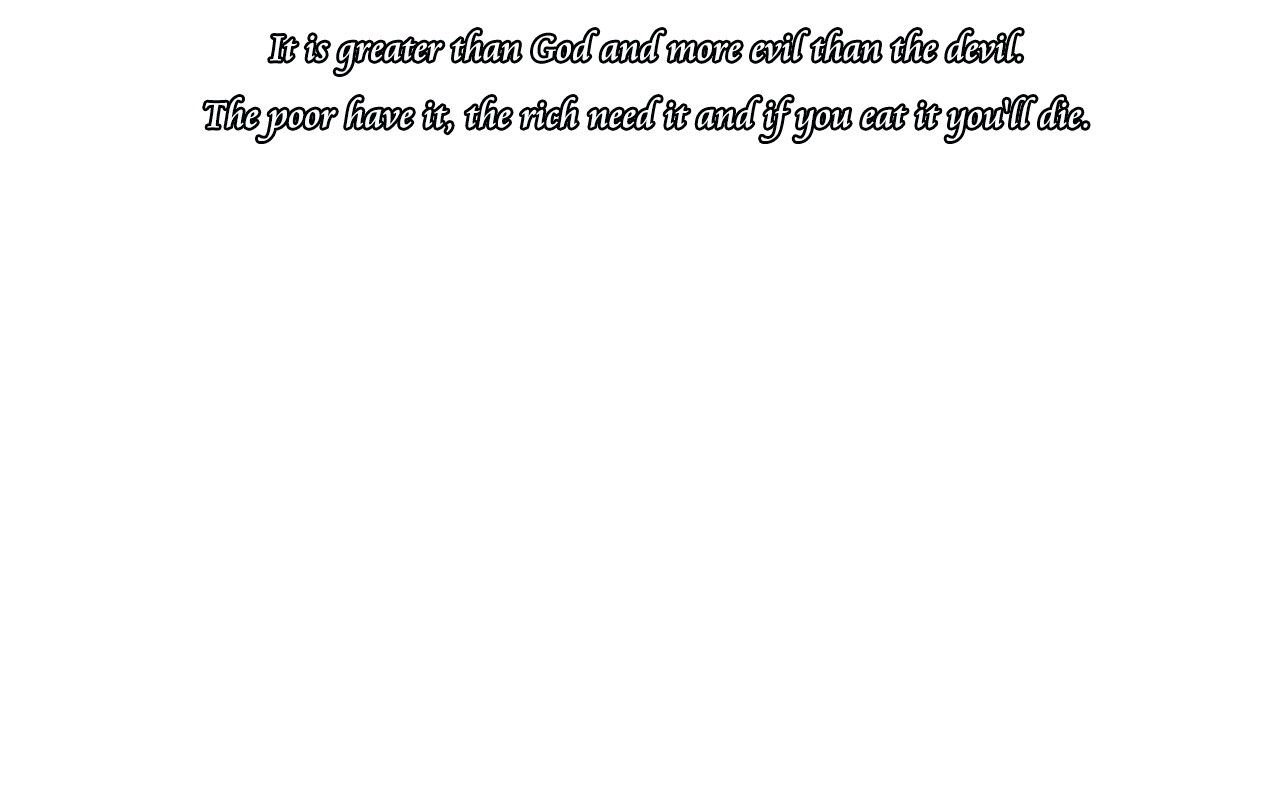 It is greater than God and more evil than the devil.
The poor have it, the rich need it and if you eat it you'll die.